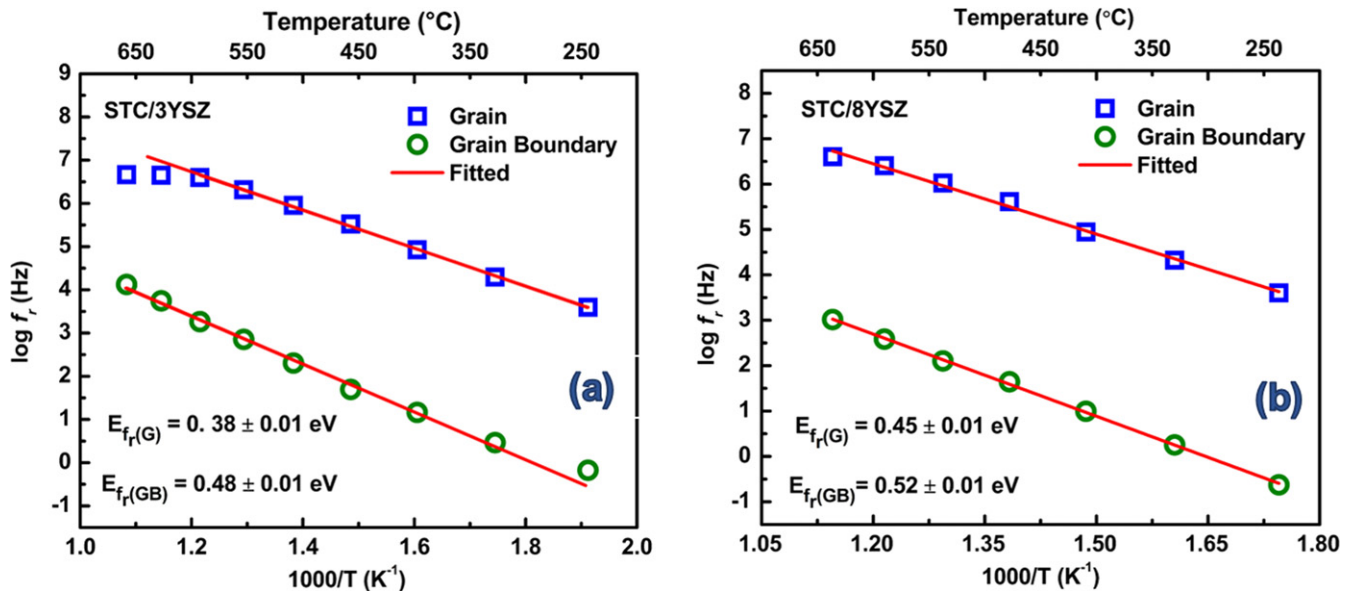 Temperature (°C)
650 550 450 350 250
9
8
7
6
5
4
3
2
1
0
-1
log f_r (Hz)
STC/3YSZ
Grain
Grain Boundary
Fitted
(a)
E_fr(G) = 0. 38 ± 0.01 eV
E_fr(GB) = 0.48 ± 0.01 eV
1.0 1.2 1.4 1.6 1.8 2.0
1000/T (K⁻¹)
Temperature (°C)
650 550 450 350 250
8
7
6
5
4
3
2
1
0
-1
log f_r (Hz)
STC/8YSZ
Grain
Grain Boundary
Fitted
(b)
E_fr(G) = 0.45 ± 0.01 eV
E_fr(GB) = 0.52 ± 0.01 eV
1.05 1.20 1.35 1.50 1.65 1.80
1000/T (K⁻¹)